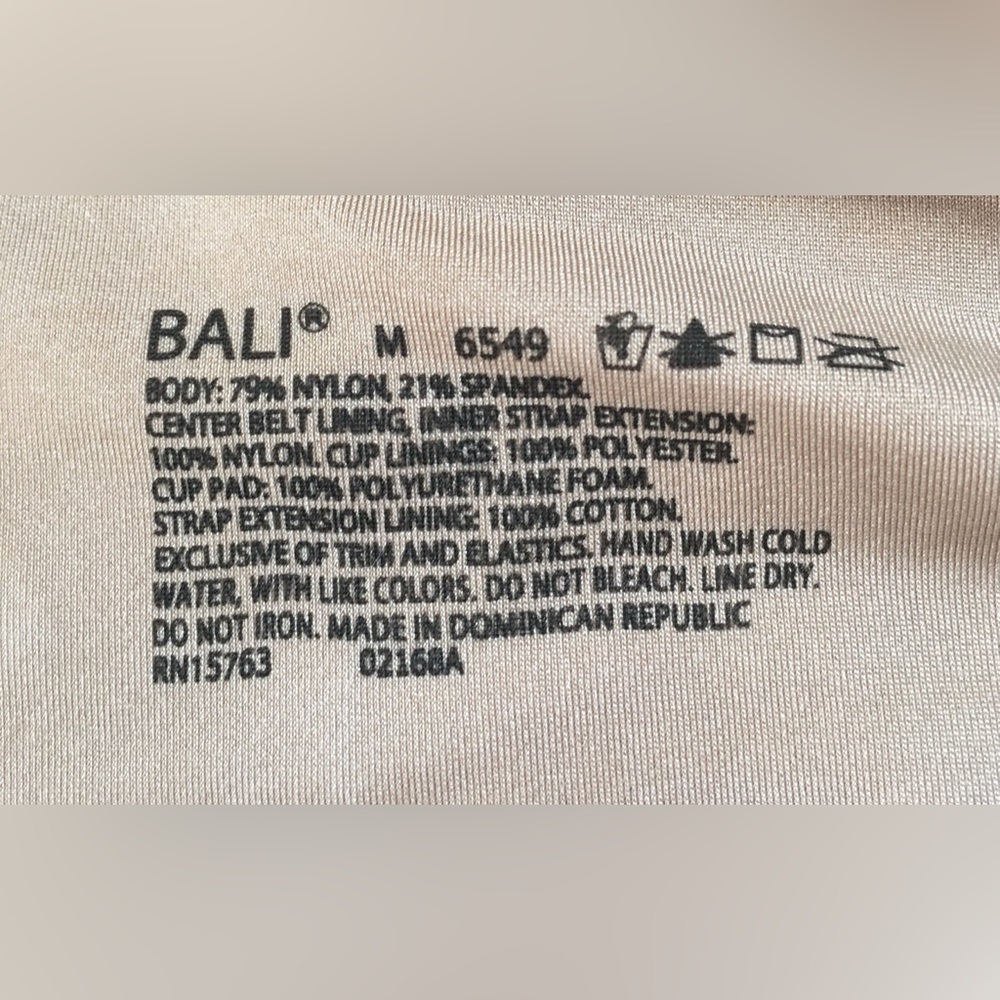 BALI® M 6549
BODY: 79% NYLON, 21% SPANDEX.
CENTER BELT LINING, INNER STRAP EXTENSION:
100% NYLON. CUP LININGS: 100% POLYESTER.
CUP PAD: 100% POLYURETHANE FOAM.
STRAP EXTENSION LINING: 100% COTTON.
EXCLUSIVE OF TRIM AND ELASTICS. HAND WASH COLD
WATER, WITH LIKE COLORS. DO NOT BLEACH. LINE DRY.
DO NOT IRON. MADE IN DOMINICAN REPUBLIC
RN15763 02168A